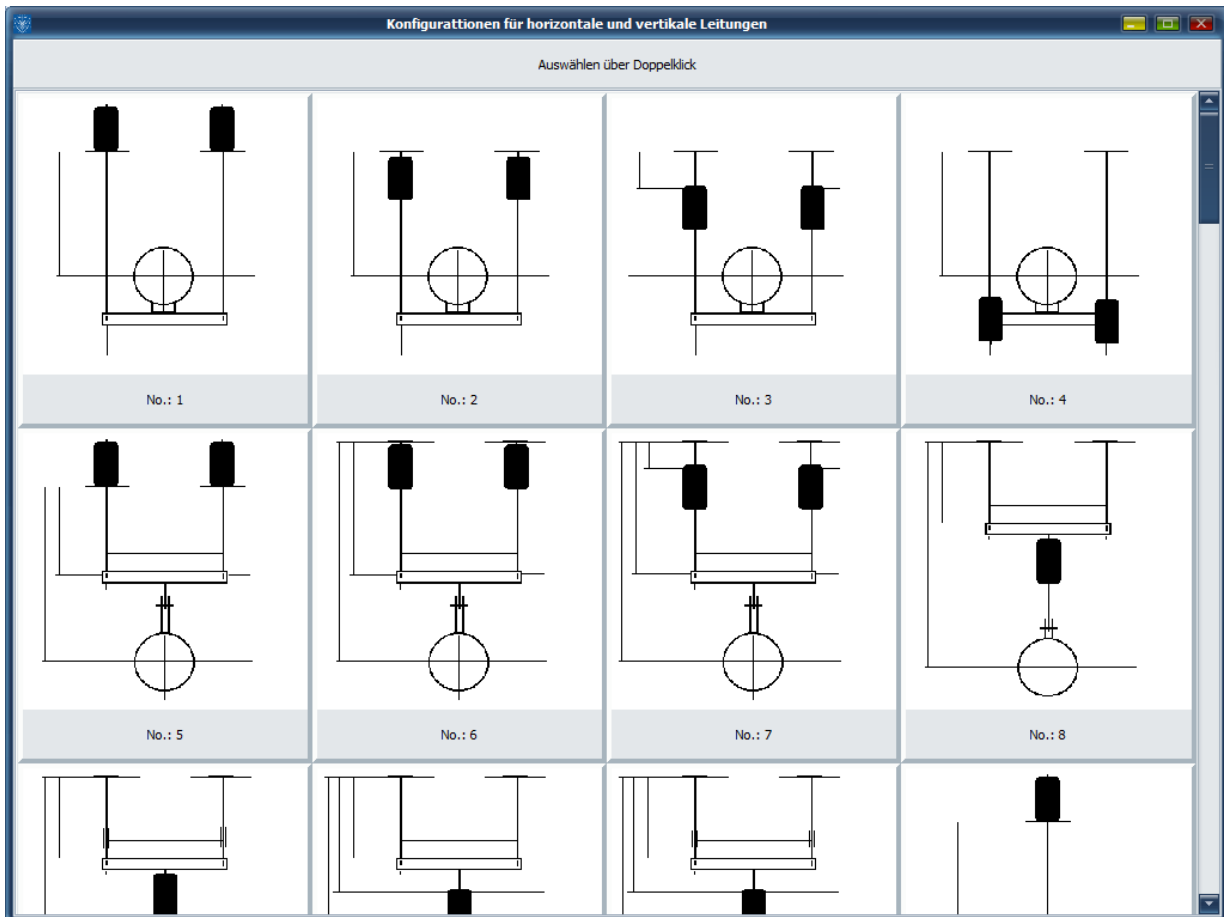 Konfigurattionen für horizontale und vertikale Leitungen
Auswählen über Doppelklick
No.: 1
No.: 2
No.: 3
No.: 4
No.: 5
No.: 6
No.: 7
No.: 8